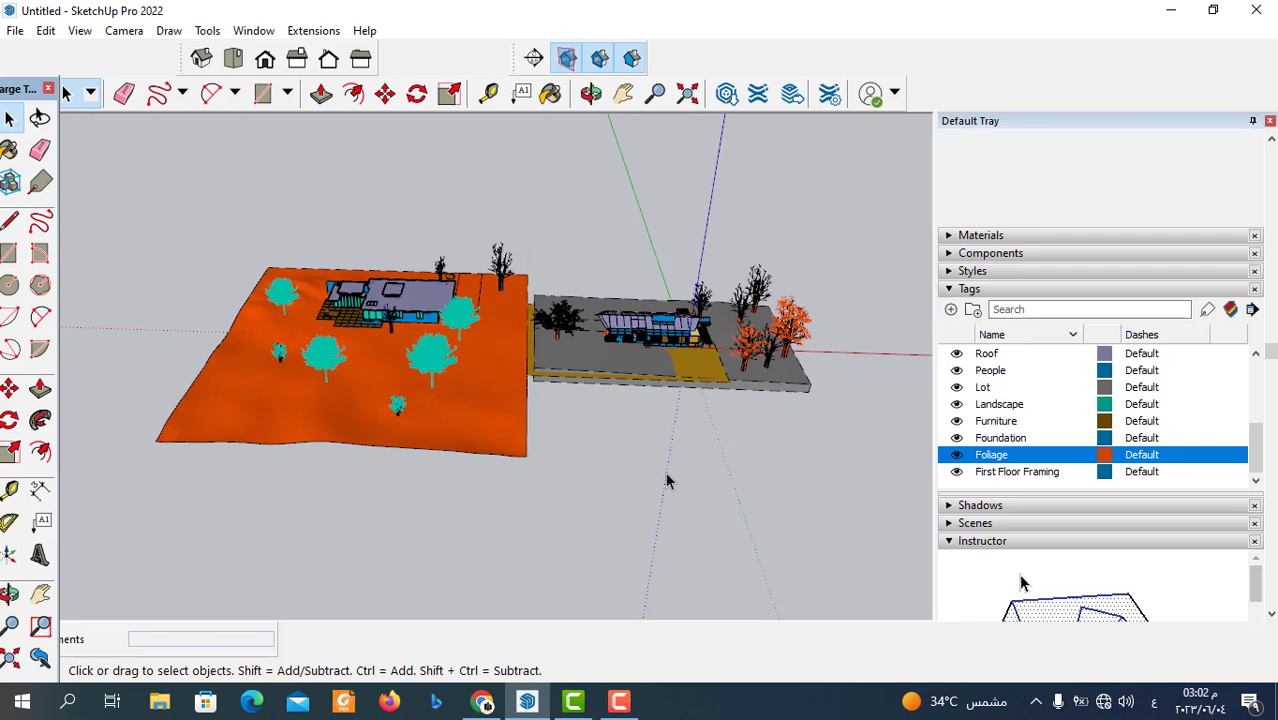 Untitled - SketchUp Pro 2022
File Edit View Camera Draw Tools Window Extensions Help
arge T...
A1
Default Tray
Materials
Components
Styles
Tags
Search
Name Dashes
Roof Default
People Default
Lot Default
Landscape Default
Furniture Default
Foundation Default
Foliage Default
First Floor Framing Default
Shadows
Scenes
Instructor
A1
ments
Click or drag to select objects. Shift = Add/Subtract. Ctrl = Add. Shift + Ctrl = Subtract.
34°C مشمس
ع
03:02 م